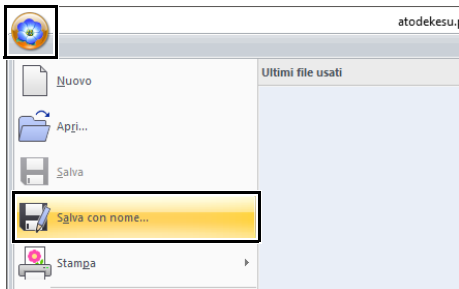 atodekesu.p
Ultimi file usati
Nuovo
Apri...
Salva
Salva con nome...
Stampa